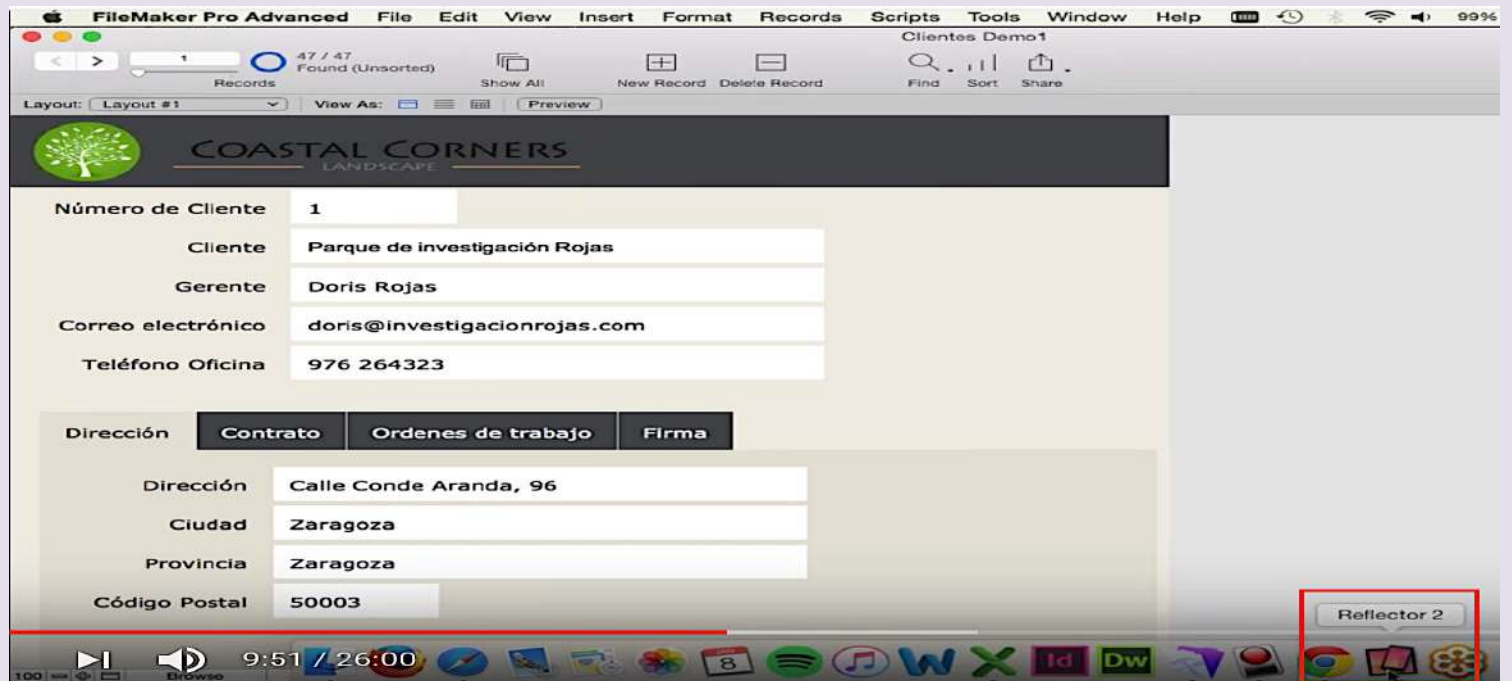 FileMaker Pro Advanced File Edit View Insert Format Records Scripts Tools Window Help 99%
Clientes Demo1
1 47 / 47
Found (Unsorted)
Records Show All New Record Delete Record Find Sort Share
Layout: Layout #1 View As: Preview
COASTAL CORNERS
LANDSCAPE
Número de Cliente 1
Cliente Parque de investigación Rojas
Gerente Doris Rojas
Correo electrónico doris@investigacionrojas.com
Teléfono Oficina 976 264323
Dirección Contrato Ordenes de trabajo Firma
Dirección Calle Conde Aranda, 96
Ciudad Zaragoza
Provincia Zaragoza
Código Postal 50003
Reflector 2
9:51 / 26:00 8 W X Id Dw
100 Browse